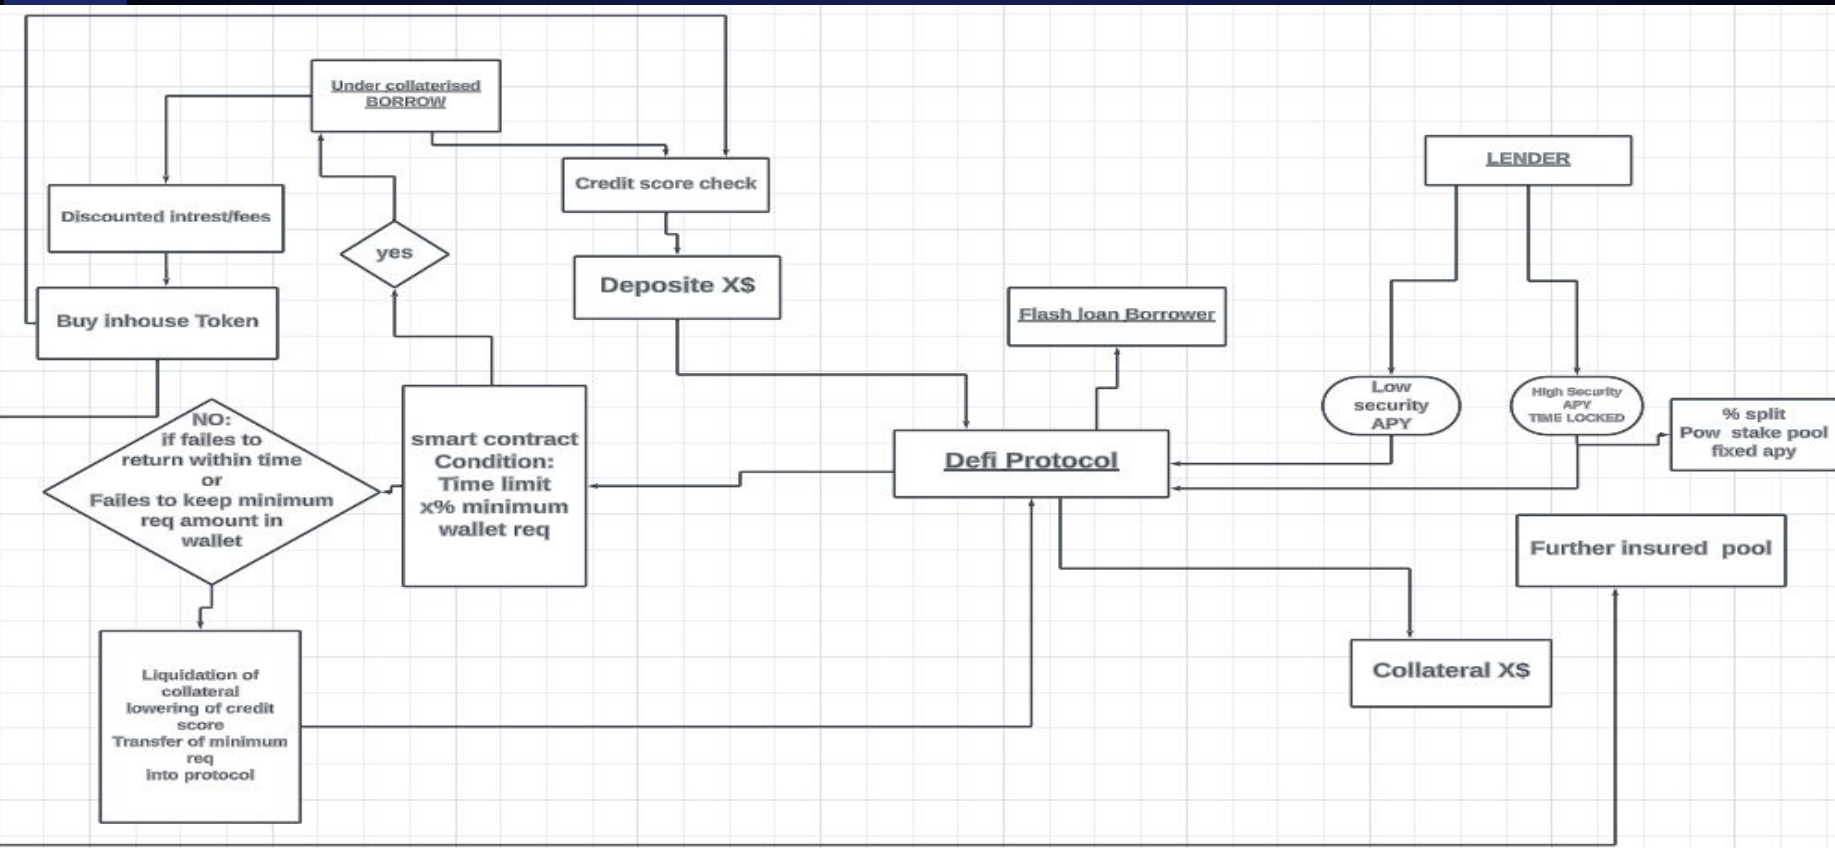 Under collaterised
BORROW
Credit score check
LENDER
Discounted intrest/fees
yes
Deposite X$
Buy inhouse Token
Flash loan Borrower
Low
security
APY
High Security
APY
TIME LOCKED
% split
Pow stake pool
fixed apy
NO:
if failes to
return within time
or
Failes to keep minimum
req amount in
wallet
smart contract
Condition:
Time limit
x% minimum
wallet req
Defi Protocol
Further insured pool
Collateral X$
Liquidation of
collateral
lowering of credit
score
Transfer of minimum
req
into protocol